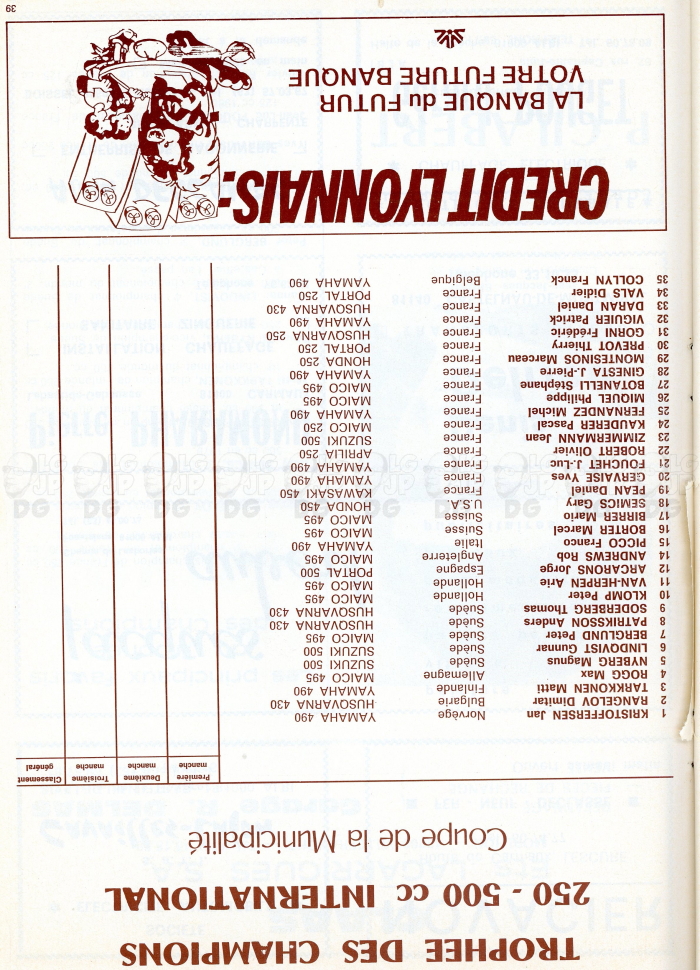 TROPHEE DES CHAMPIONS
250 - 500 cc INTERNATIONAL
Coupe de la Municipalité
Première manche Deuxième manche Troisième manche Classement général
1 KRISTOFFERSEN Jan Norvège YAMAHA 490
2 RANGELOV Dimitar Bulgarie HUSQVARNA 430
3 TARKKONEN Matti Finlande YAMAHA 490
4 ROGG Max Allemagne MAICO 495
5 NYBERG Magnus Suède SUZUKI 500
6 LINDQVIST Gunnar Suède SUZUKI 500
7 BERGLUND Peter Suède MAICO 495
8 PATRIKSSON Anders Suède HUSQVARNA 430
9 SODERBERG Thomas Suède HUSQVARNA 430
10 KLOMP Peter Hollande MAICO 495
11 VAN-HERPEN Arie Hollande MAICO 495
12 ARCARONS Jorge Espagne PORTAL 500
14 ANDREWS Rob Angleterre MAICO 495
15 PICCO Franco Italie YAMAHA 490
16 BORTER Marcel Suisse MAICO 495
17 BIRRER Mario Suisse MAICO 495
18 SEMICS Gary U.S.A. HONDA 450
19 PEAN Daniel France KAWASAKI 450
20 GERVAISE Yves France YAMAHA 490
21 FOUCHET J-Luc France YAMAHA 490
22 ROBERT Olivier France APRILIA 250
23 ZIMMERMANN Jean France SUZUKI 500
24 KAUDERER Pascal France MAICO 250
25 FERNANDEZ Michel France YAMAHA 490
26 MIQUEL Philippe France MAICO 495
27 BOTANELLI Stéphane France MAICO 495
28 GINESTA J.-Pierre France YAMAHA 490
29 MONTESINOS Marceau France HONDA 250
30 PREVOT Thierry France PORTAL 250
31 GORNI Frédéric France HUSQVARNA 250
32 VIGUIER Patrick France YAMAHA 490
33 DARAN Daniel France HUSQVARNA 430
34 VALS Didier France PORTAL 250
35 COLLYN Franck Belgique YAMAHA 490
CREDIT LYONNAIS:
LA BANQUE du FUTUR
VOTRE FUTURE BANQUE
39